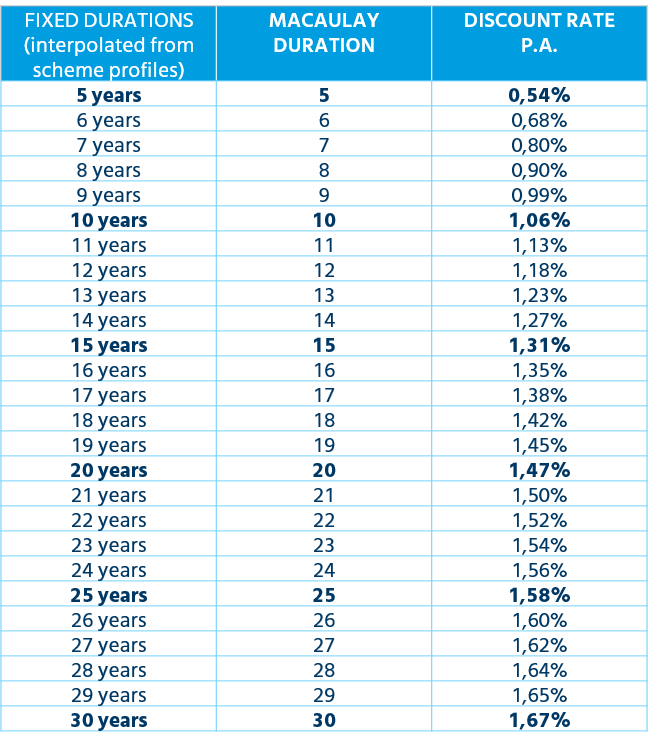 FIXED DURATIONS
(interpolated from
scheme profiles)
MACAULAY
DURATION
DISCOUNT RATE
P.A.
5 years 5 0,54%
6 years 6 0,68%
7 years 7 0,80%
8 years 8 0,90%
9 years 9 0,99%
10 years 10 1,06%
11 years 11 1,13%
12 years 12 1,18%
13 years 13 1,23%
14 years 14 1,27%
15 years 15 1,31%
16 years 16 1,35%
17 years 17 1,38%
18 years 18 1,42%
19 years 19 1,45%
20 years 20 1,47%
21 years 21 1,50%
22 years 22 1,52%
23 years 23 1,54%
24 years 24 1,56%
25 years 25 1,58%
26 years 26 1,60%
27 years 27 1,62%
28 years 28 1,64%
29 years 29 1,65%
30 years 30 1,67%